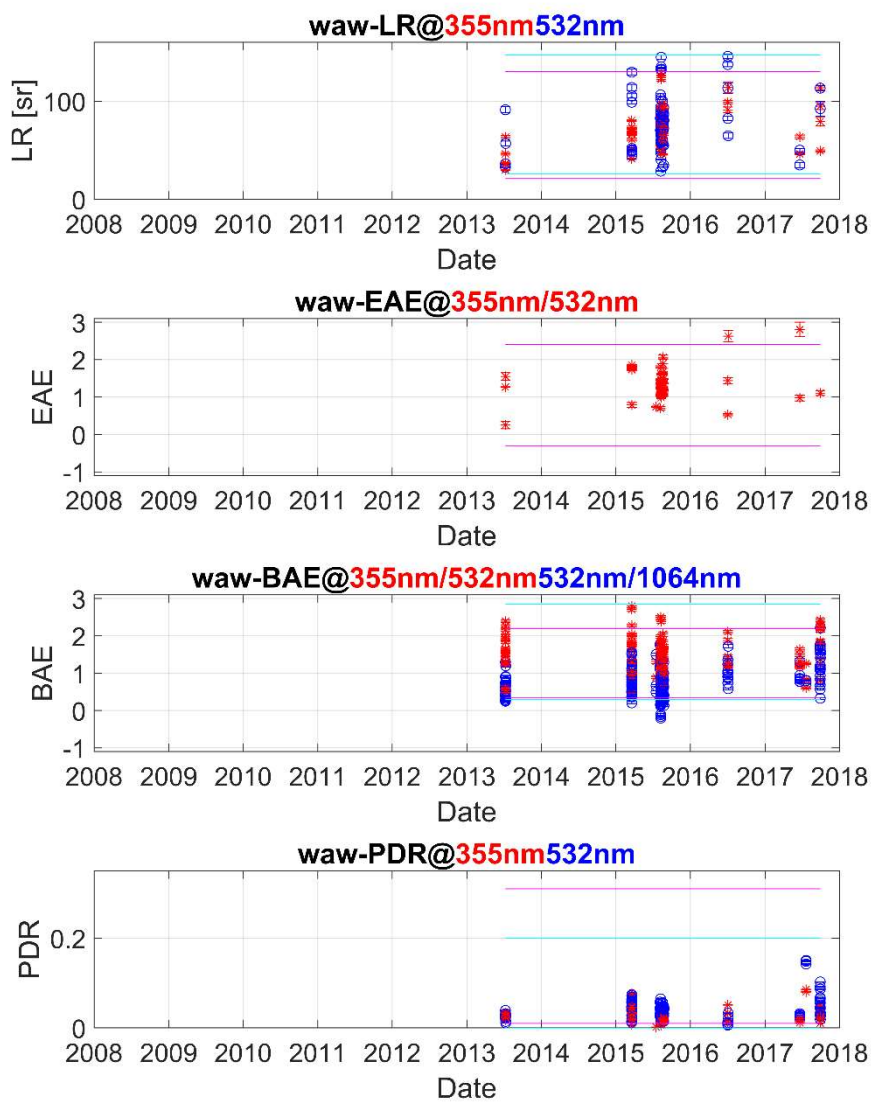 waw-LR@355nm532nm
LR [sr]
100
0
2008 2009 2010 2011 2012 2013 2014 2015 2016 2017 2018
Date
waw-EAE@355nm/532nm
EAE
3
2
1
0
-1
2008 2009 2010 2011 2012 2013 2014 2015 2016 2017 2018
Date
waw-BAE@355nm/532nm532nm/1064nm
BAE
3
2
1
0
-1
2008 2009 2010 2011 2012 2013 2014 2015 2016 2017 2018
Date
waw-PDR@355nm532nm
PDR
0.2
0
2008 2009 2010 2011 2012 2013 2014 2015 2016 2017 2018
Date